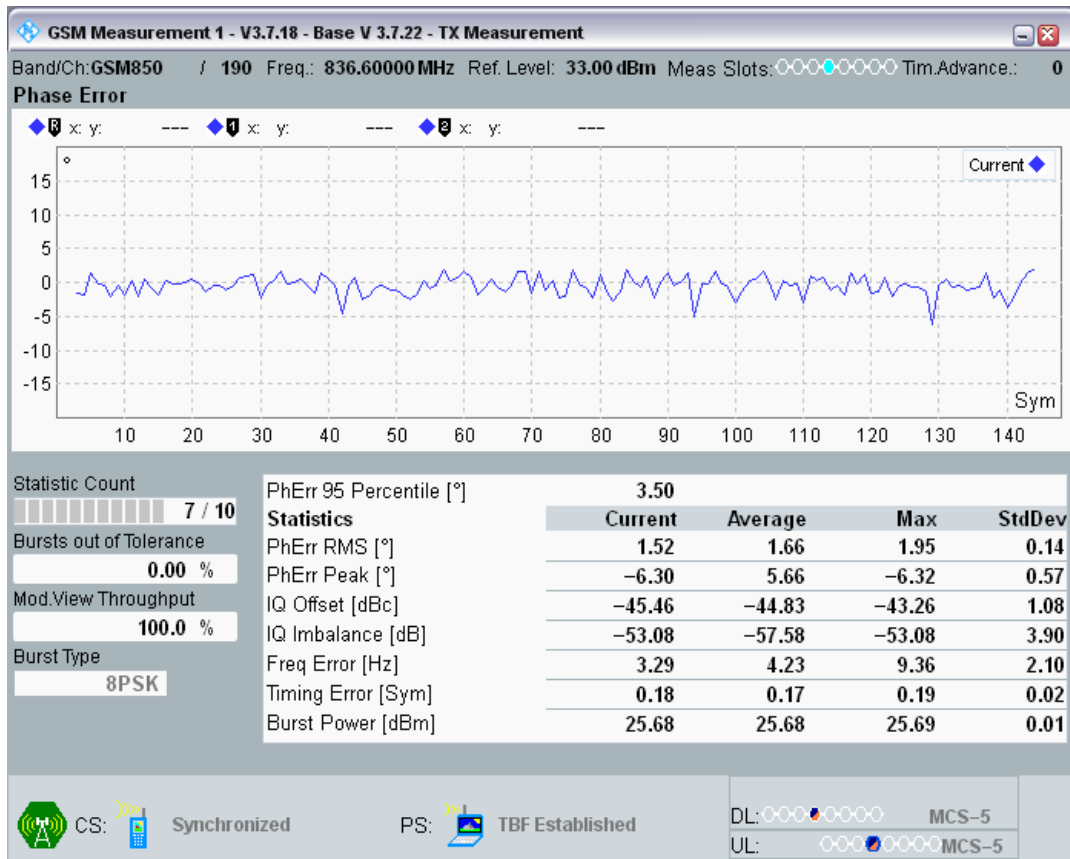 GSM Measurement 1 - V3.7.18 - Base V 3.7.22 - TX Measurement
Band/Ch:GSM850 / 190 Freq.: 836.60000 MHz Ref. Level: 33.00 dBm Meas Slots: Tim.Advance.: 0
Phase Error
R x: y: --- 1 x: y: --- 2 x: y: ---
° Current
15
10
5
0
-5
-10
-15
Sym
10 20 30 40 50 60 70 80 90 100 110 120 130 140
Statistic Count
7 / 10
Bursts out of Tolerance
0.00 %
Mod.View Throughput
100.0 %
Burst Type
8PSK
PhErr 95 Percentile [°] 3.50
Statistics Current Average Max StdDev
PhErr RMS [°] 1.52 1.66 1.95 0.14
PhErr Peak [°] −6.30 5.66 −6.32 0.57
IQ Offset [dBc] −45.46 −44.83 −43.26 1.08
IQ Imbalance [dB] −53.08 −57.58 −53.08 3.90
Freq Error [Hz] 3.29 4.23 9.36 2.10
Timing Error [Sym] 0.18 0.17 0.19 0.02
Burst Power [dBm] 25.68 25.68 25.69 0.01
CS: Synchronized PS: TBF Established
DL: MCS−5
UL: MCS−5